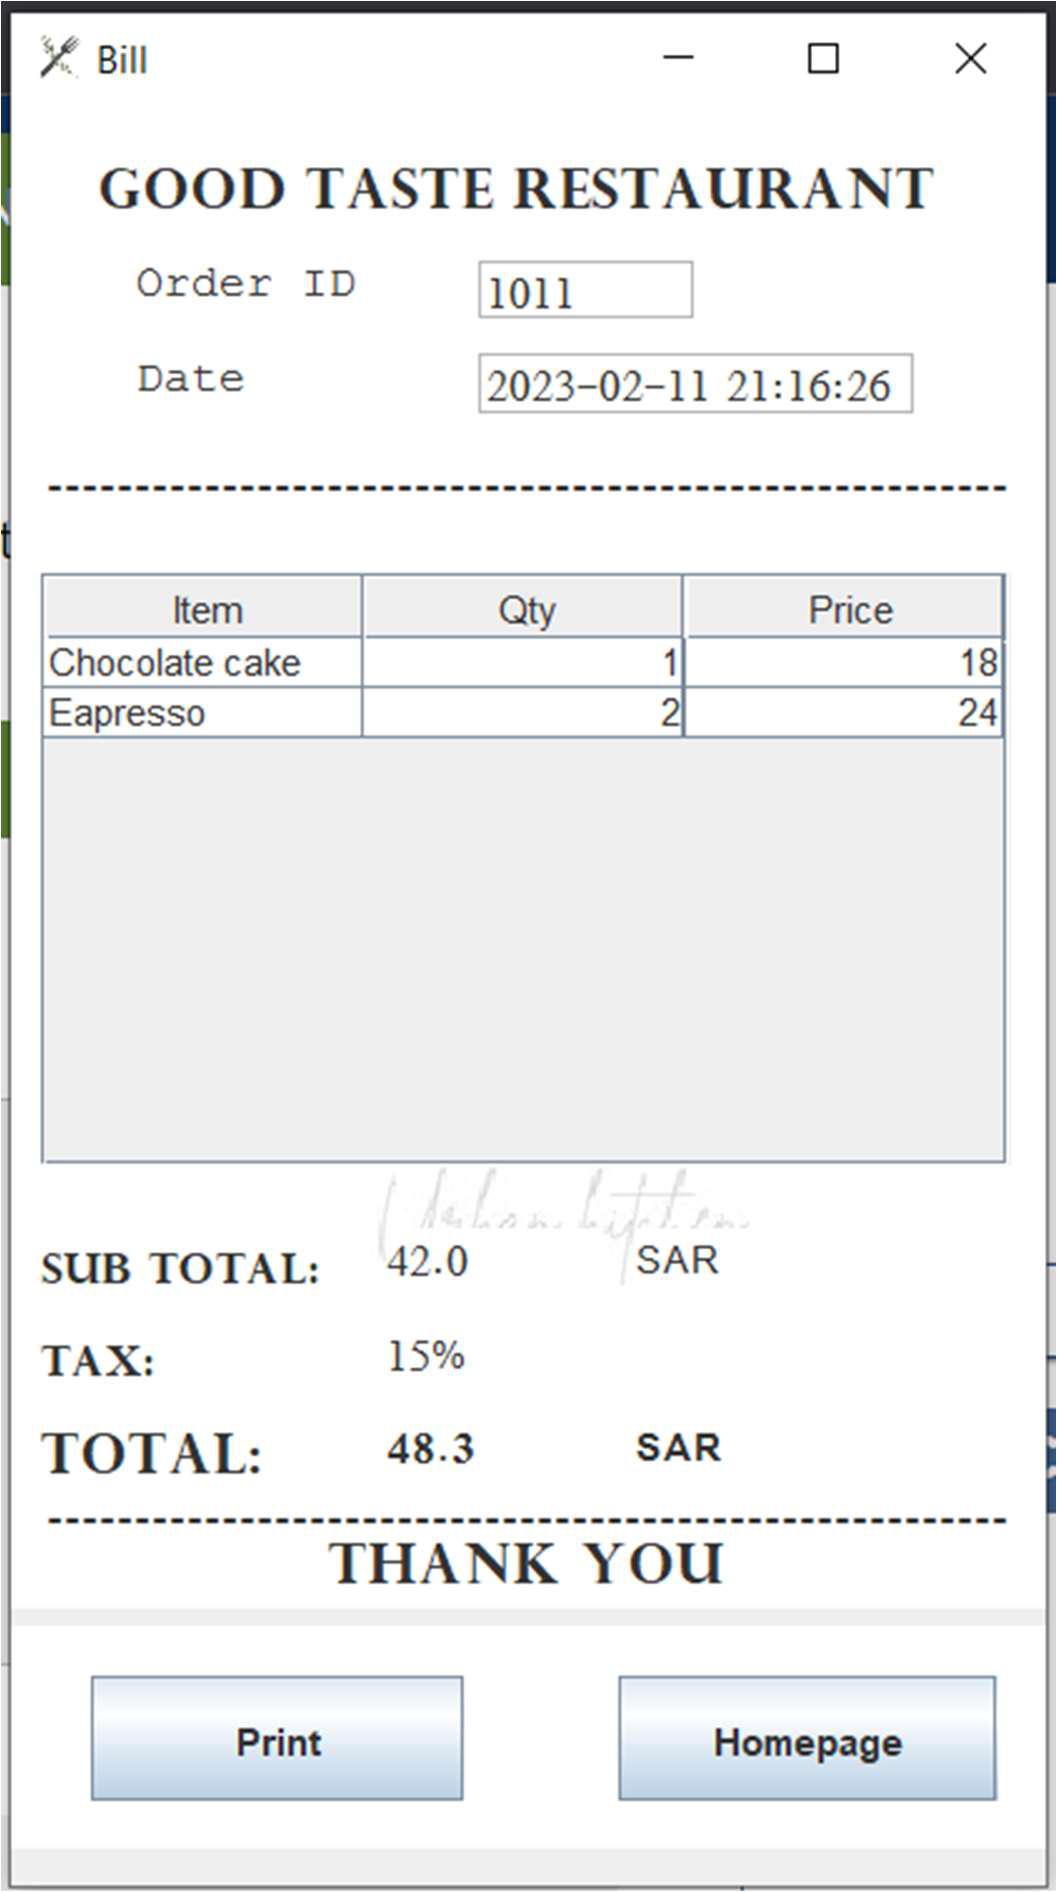 Bill
GOOD TASTE RESTAURANT
Order ID 1011
Date 2023-02-11 21:16:26
-------------------------------------------------------
Item Qty Price
Chocolate cake 1 18
Eapresso 2 24
SUB TOTAL: 42.0 SAR
TAX: 15%
TOTAL: 48.3 SAR
-------------------------------------------------------
THANK YOU
Print Homepage